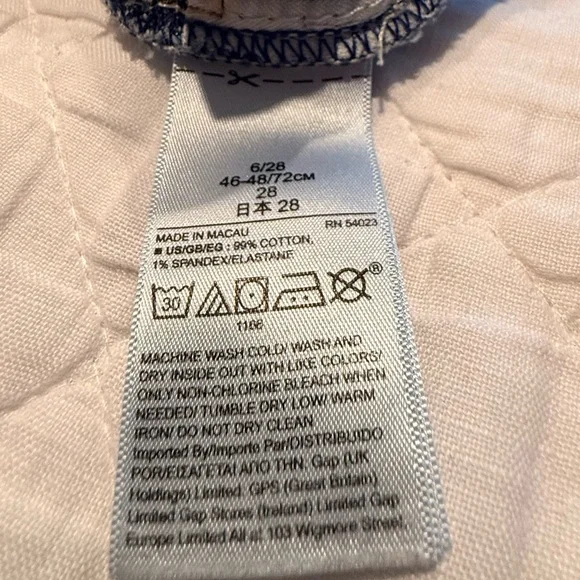 6/28
46-48/72CM
28
日本 28
RN 54023
MADE IN MACAU
■ US/GB/EG : 99% COTTON,
1% SPANDEX/ELASTANE
30
®
1166
MACHINE WASH COLD/ WASH AND
DRY INSIDE OUT WITH LIKE COLORS/
ONLY NON-CHLORINE BLEACH WHEN
NEEDED/ TUMBLE DRY LOW/ WARM
IRON/ DO NOT DRY CLEAN
Imported By/Importe Par/DISTRIBUIDO
POR/ΕΙΣΑΓΕΤΑΙ ΑΠΟ ΤΗΝ. Gap (UK
Holdings) Limited. GPS (Great Britain)
Limited Gap Stores (Ireland) Limited Gap
Europe Limited All at 103 Wigmore Street.